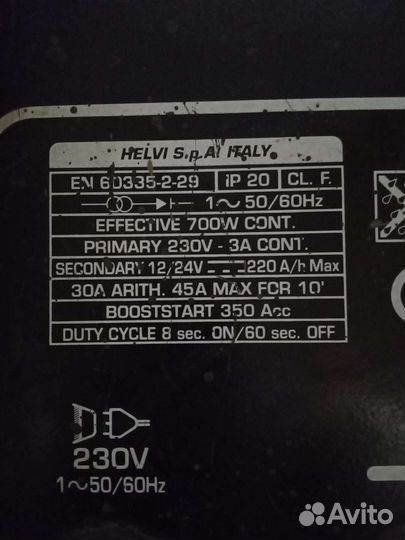 HELVI S.p.A. ITALY
EN 60335-2-29 IP 20 CL. F.
1~50/60Hz
EFFECTIVE 700W CONT.
PRIMARY 230V - 3A CONT.
SECONDARY 12/24V 220 A/h Max
30A ARITH. 45A MAX FOR 10'
BOOSTSTART 350 Acc
DUTY CYCLE 8 sec. ON/60 sec. OFF
230V
1~50/60Hz
Avito